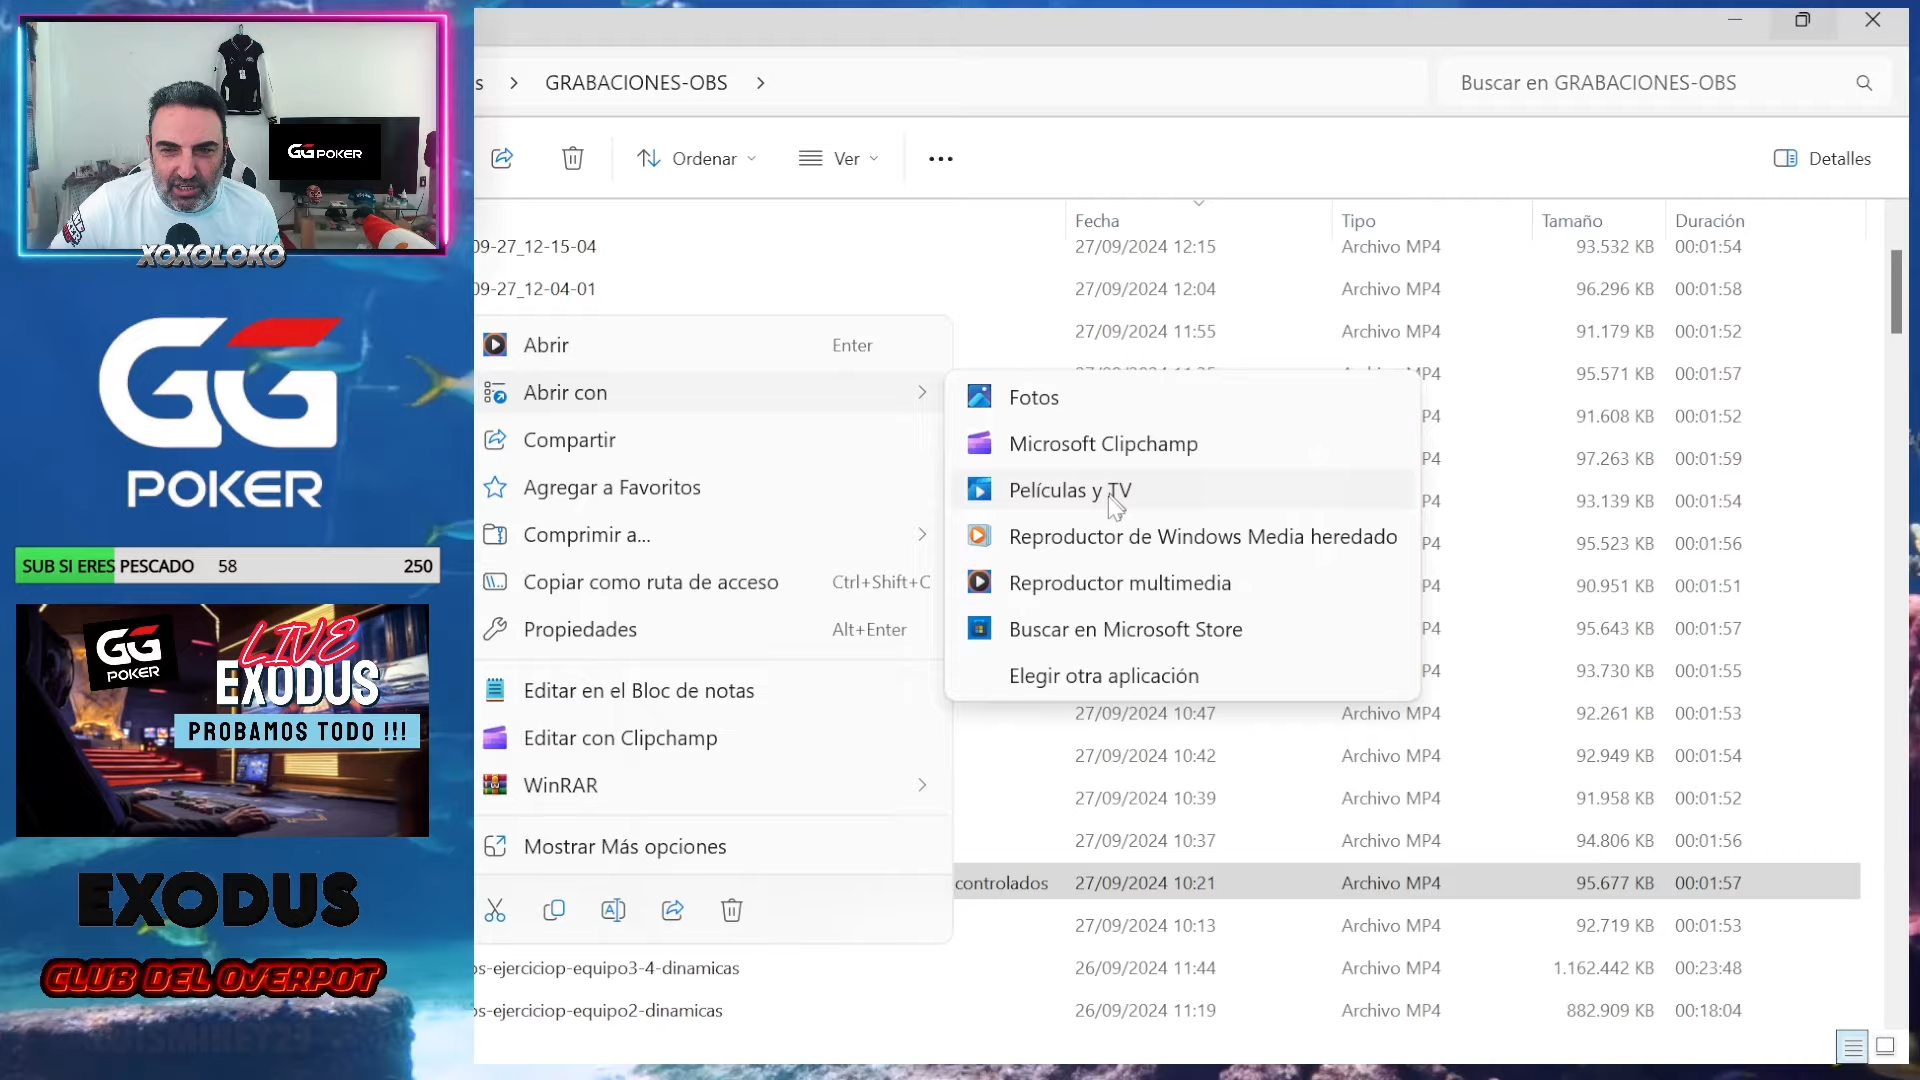 GG POKER
XOXOLOKO
GG
POKER
SUB SI ERES PESCADO 58 250
GG
POKER
LIVE
EXODUS
PROBAMOS TODO !!!
EXODUS
CLUB DEL OVERPOT
s > GRABACIONES-OBS >
Buscar en GRABACIONES-OBS
Ordenar
Ver
Detalles
Fecha Tipo Tamaño Duración
09-27_12-15-04 27/09/2024 12:15 Archivo MP4 93.532 KB 00:01:54
09-27_12-04-01 27/09/2024 12:04 Archivo MP4 96.296 KB 00:01:58
27/09/2024 11:55 Archivo MP4 91.179 KB 00:01:52
MP4 95.571 KB 00:01:57
P4 91.608 KB 00:01:52
P4 97.263 KB 00:01:59
P4 93.139 KB 00:01:54
P4 95.523 KB 00:01:56
P4 90.951 KB 00:01:51
P4 95.643 KB 00:01:57
P4 93.730 KB 00:01:55
27/09/2024 10:47 Archivo MP4 92.261 KB 00:01:53
27/09/2024 10:42 Archivo MP4 92.949 KB 00:01:54
27/09/2024 10:39 Archivo MP4 91.958 KB 00:01:52
27/09/2024 10:37 Archivo MP4 94.806 KB 00:01:56
controlados 27/09/2024 10:21 Archivo MP4 95.677 KB 00:01:57
27/09/2024 10:13 Archivo MP4 92.719 KB 00:01:53
os-ejerciciop-equipo3-4-dinamicas 26/09/2024 11:44 Archivo MP4 1.162.442 KB 00:23:48
os-ejerciciop-equipo2-dinamicas 26/09/2024 11:19 Archivo MP4 882.909 KB 00:18:04
Abrir Enter
Abrir con
Compartir
Agregar a Favoritos
Comprimir a...
Copiar como ruta de acceso Ctrl+Shift+C
Propiedades Alt+Enter
Editar en el Bloc de notas
Editar con Clipchamp
WinRAR
Mostrar Más opciones
Fotos
Microsoft Clipchamp
Películas y TV
Reproductor de Windows Media heredado
Reproductor multimedia
Buscar en Microsoft Store
Elegir otra aplicación